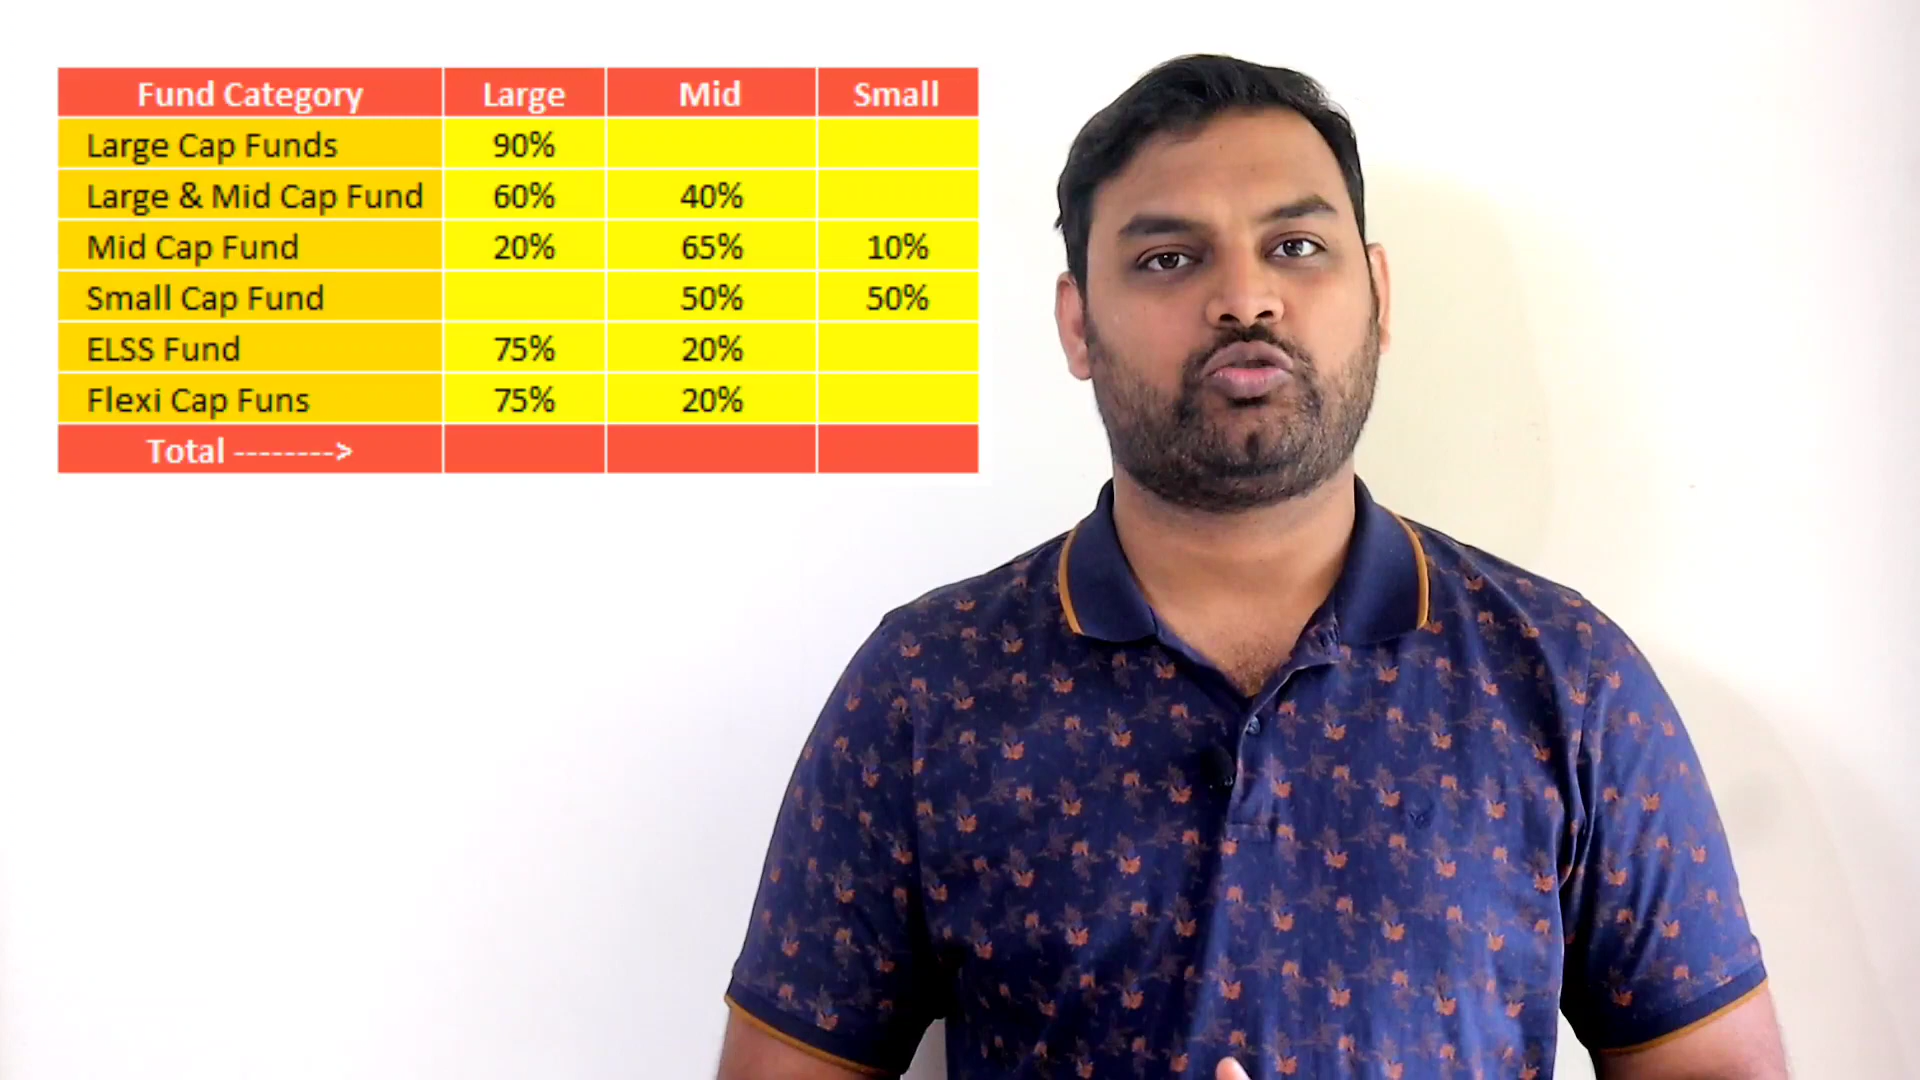 Fund Category Large Mid Small
Large Cap Funds 90%
Large & Mid Cap Fund 60% 40%
Mid Cap Fund 20% 65% 10%
Small Cap Fund 50% 50%
ELSS Fund 75% 20%
Flexi Cap Funs 75% 20%
Total -------->